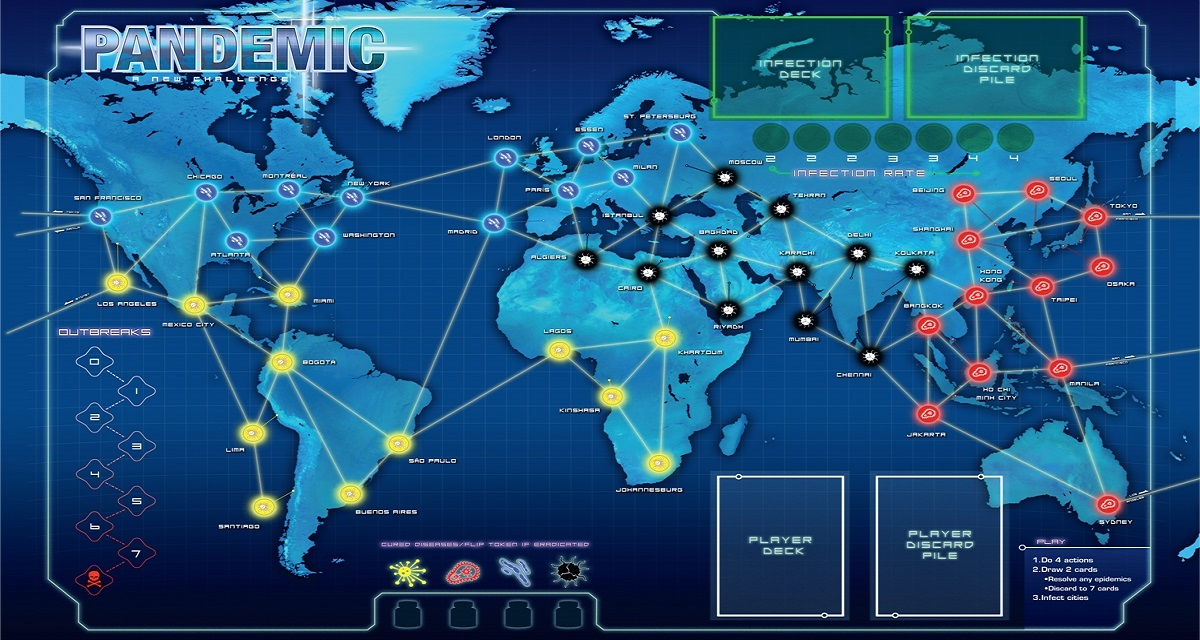 PANDEMIC
A NEW CHALLENGE
INFECTION
DECK
INFECTION
DISCARD
PILE
2 2 2 3 3 4 4
INFECTION RATE
ST. PETERSBURG
ESSEN
LONDON
MOSCOW
MILAN
CHICAGO
MONTRÉAL
NEW YORK
PARIS
TEHRAN
BEIJING
SEOUL
SAN FRANCISCO
TOKYO
ISTANBUL
MADRID
WASHINGTON
BAGHDAD
DELHI
SHANGHAI
ATLANTA
ALGIERS
KARACHI
KOLKATA
HONG
KONG
OSAKA
CAIRO
LOS ANGELES
MIAMI
TAIPEI
BANGKOK
MEXICO CITY
RIYADH
MUMBAI
OUTBREAKS
0
1
2
3
4
5
6
7
LAGOS
KHARTOUM
BOGOTÁ
CHENNAI
MANILA
HO CHI
MINH CITY
KINSHASA
JAKARTA
LIMA
SÃO PAULO
JOHANNESBURG
BUENOS AIRES
SANTIAGO
SYDNEY
CURED DISEASES/FLIP TOKEN IF ERADICATED
PLAYER
DECK
PLAYER
DISCARD
PILE
PLAY
1.Do 4 actions
2.Draw 2 cards
•Resolve any epidemics
•Discard to 7 cards
3.Infect cities